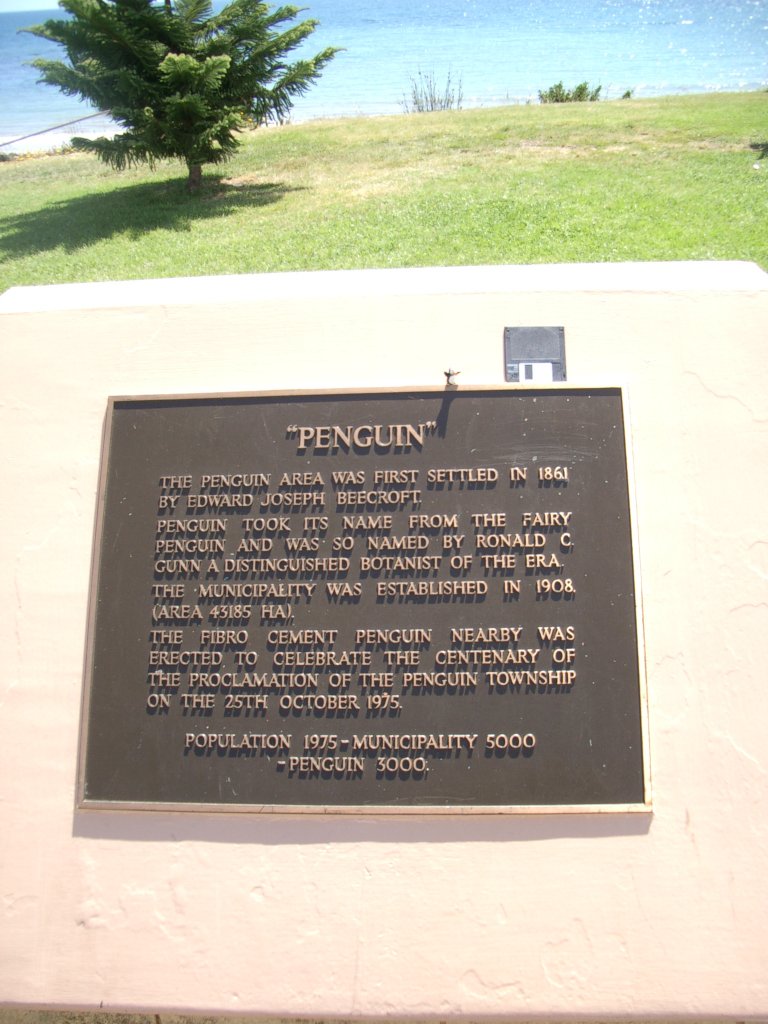 "PENGUIN"
THE PENGUIN AREA WAS FIRST SETTLED IN 1861
BY EDWARD JOSEPH BEECROFT.
PENGUIN TOOK ITS NAME FROM THE FAIRY
PENGUIN AND WAS SO NAMED BY RONALD C.
GUNN A DISTINGUISHED BOTANIST OF THE ERA.
THE MUNICIPALITY WAS ESTABLISHED IN 1908.
(AREA 43185 HA).
THE FIBRO CEMENT PENGUIN NEARBY WAS
ERECTED TO CELEBRATE THE CENTENARY OF
THE PROCLAMATION OF THE PENGUIN TOWNSHIP
ON THE 25TH OCTOBER 1975.
POPULATION 1975-MUNICIPALITY 5000
-PENGUIN 3000.